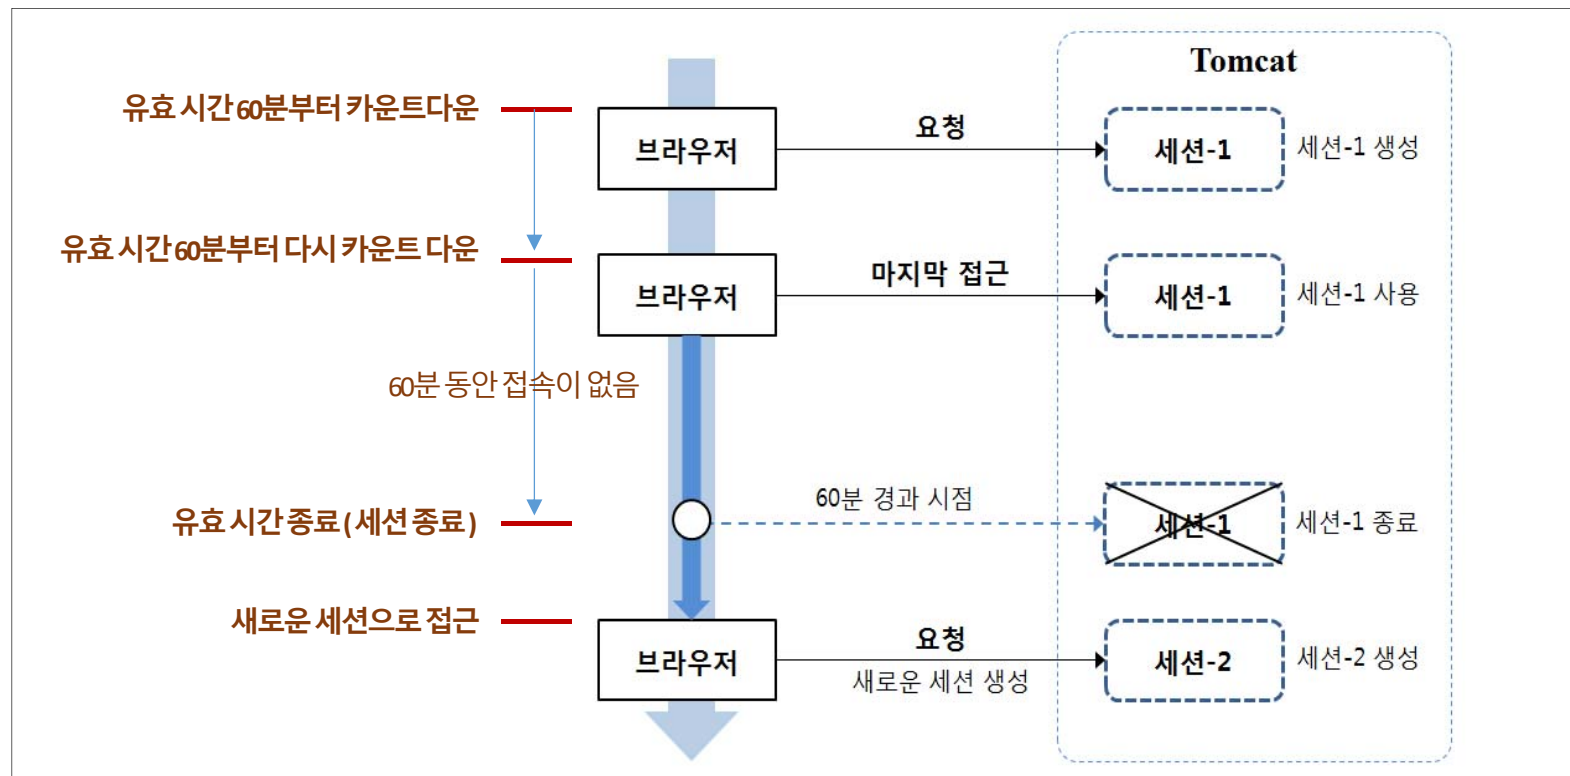 Tomcat
유효 시간 60분부터 카운트다운
브라우저
요청
세션-1
세션-1 생성
유효 시간 60분부터 다시 카운트 다운
브라우저
마지막 접근
세션-1
세션-1 사용
60분 동안 접속이 없음
유효 시간 종료 ( 세션 종료 )
60분 경과 시점
세션-1
세션-1 종료
새로운 세션으로 접근
브라우저
요청
새로운 세션 생성
세션-2
세션-2 생성